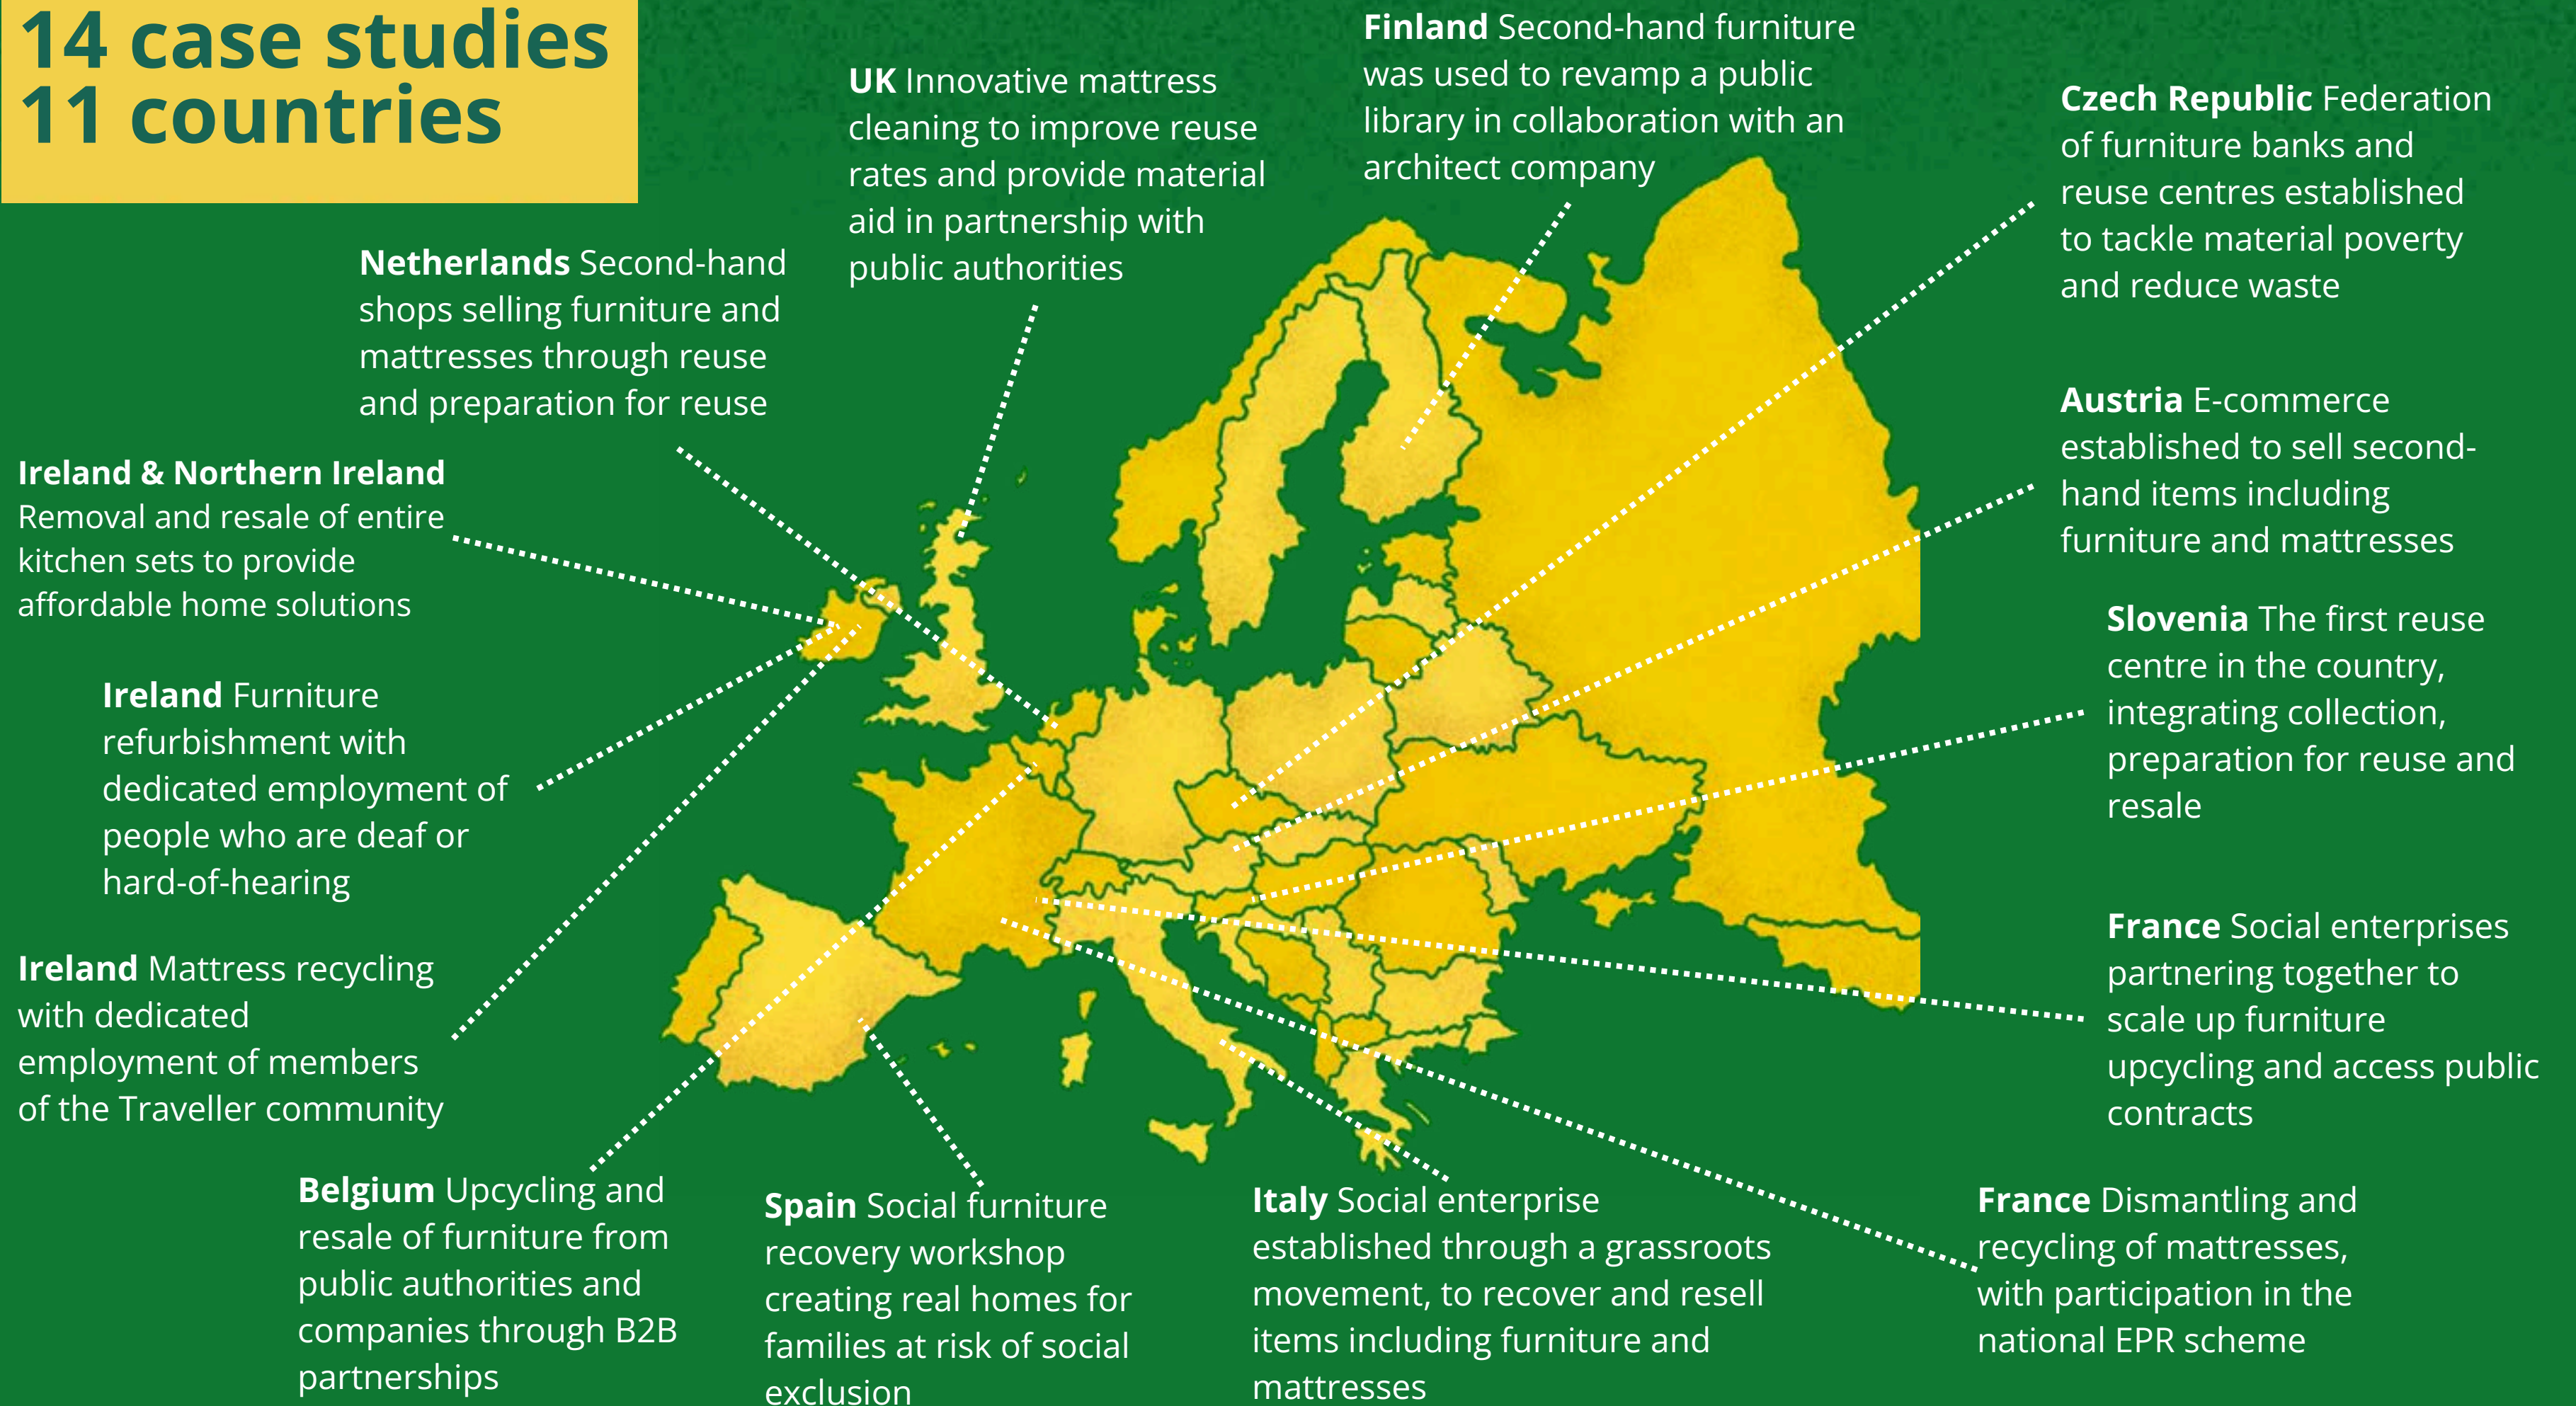 14 case studies
11 countries
Finland Second-hand furniture
was used to revamp a public
library in collaboration with an
architect company
UK Innovative mattress
cleaning to improve reuse
rates and provide material
aid in partnership with
public authorities
Czech Republic Federation
of furniture banks and
reuse centres established
to tackle material poverty
and reduce waste
Netherlands Second-hand
shops selling furniture and
mattresses through reuse
and preparation for reuse
Austria E-commerce
established to sell second-
hand items including
furniture and mattresses
Ireland & Northern Ireland
Removal and resale of entire
kitchen sets to provide
affordable home solutions
Slovenia The first reuse
centre in the country,
integrating collection,
preparation for reuse and
resale
Ireland Furniture
refurbishment with
dedicated employment of
people who are deaf or
hard-of-hearing
France Social enterprises
partnering together to
scale up furniture
upcycling and access public
contracts
Ireland Mattress recycling
with dedicated
employment of members
of the Traveller community
Belgium Upcycling and
resale of furniture from
public authorities and
companies through B2B
partnerships
Spain Social furniture
recovery workshop
creating real homes for
families at risk of social
exclusion
Italy Social enterprise
established through a grassroots
movement, to recover and resell
items including furniture and
mattresses
France Dismantling and
recycling of mattresses,
with participation in the
national EPR scheme